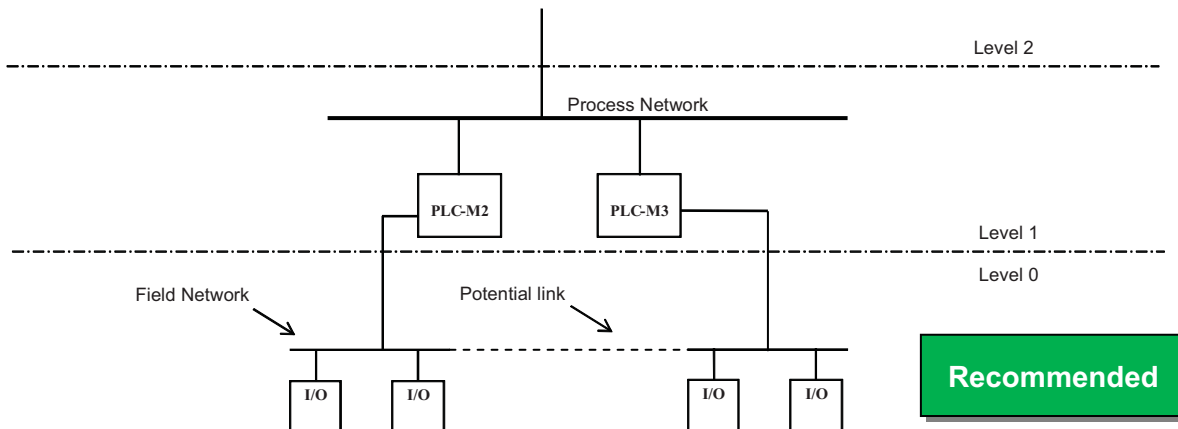 Level 2
Process Network
PLC-M2
PLC-M3
Level 1
Level 0
Field Network
Potential link
I/O
I/O
I/O
I/O
Recommended